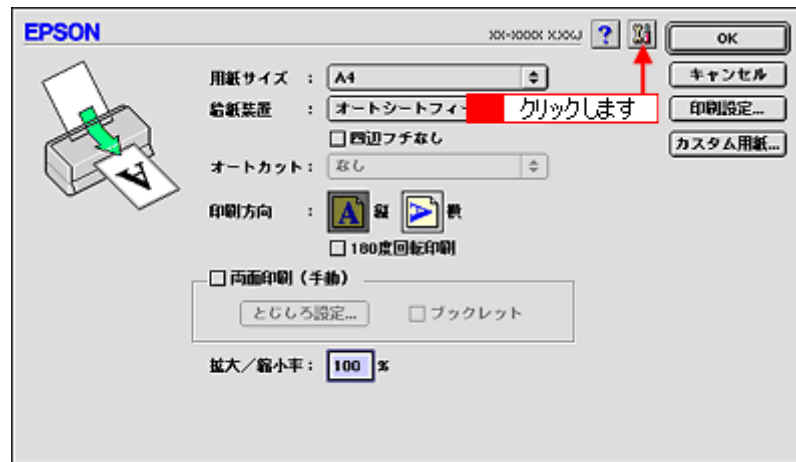 EPSON
XX-XXXX X.XXJ ? OK
用紙サイズ : A4 キャンセル
給紙装置 : オートシートフィー クリックします 印刷設定...
四辺フチなし カスタム用紙...
オートカット : なし
印刷方向 : A 縦 A 横
180度回転印刷
両面印刷(手動)
とじしろ設定... ブックレット
拡大/縮小率 : 100 %
A